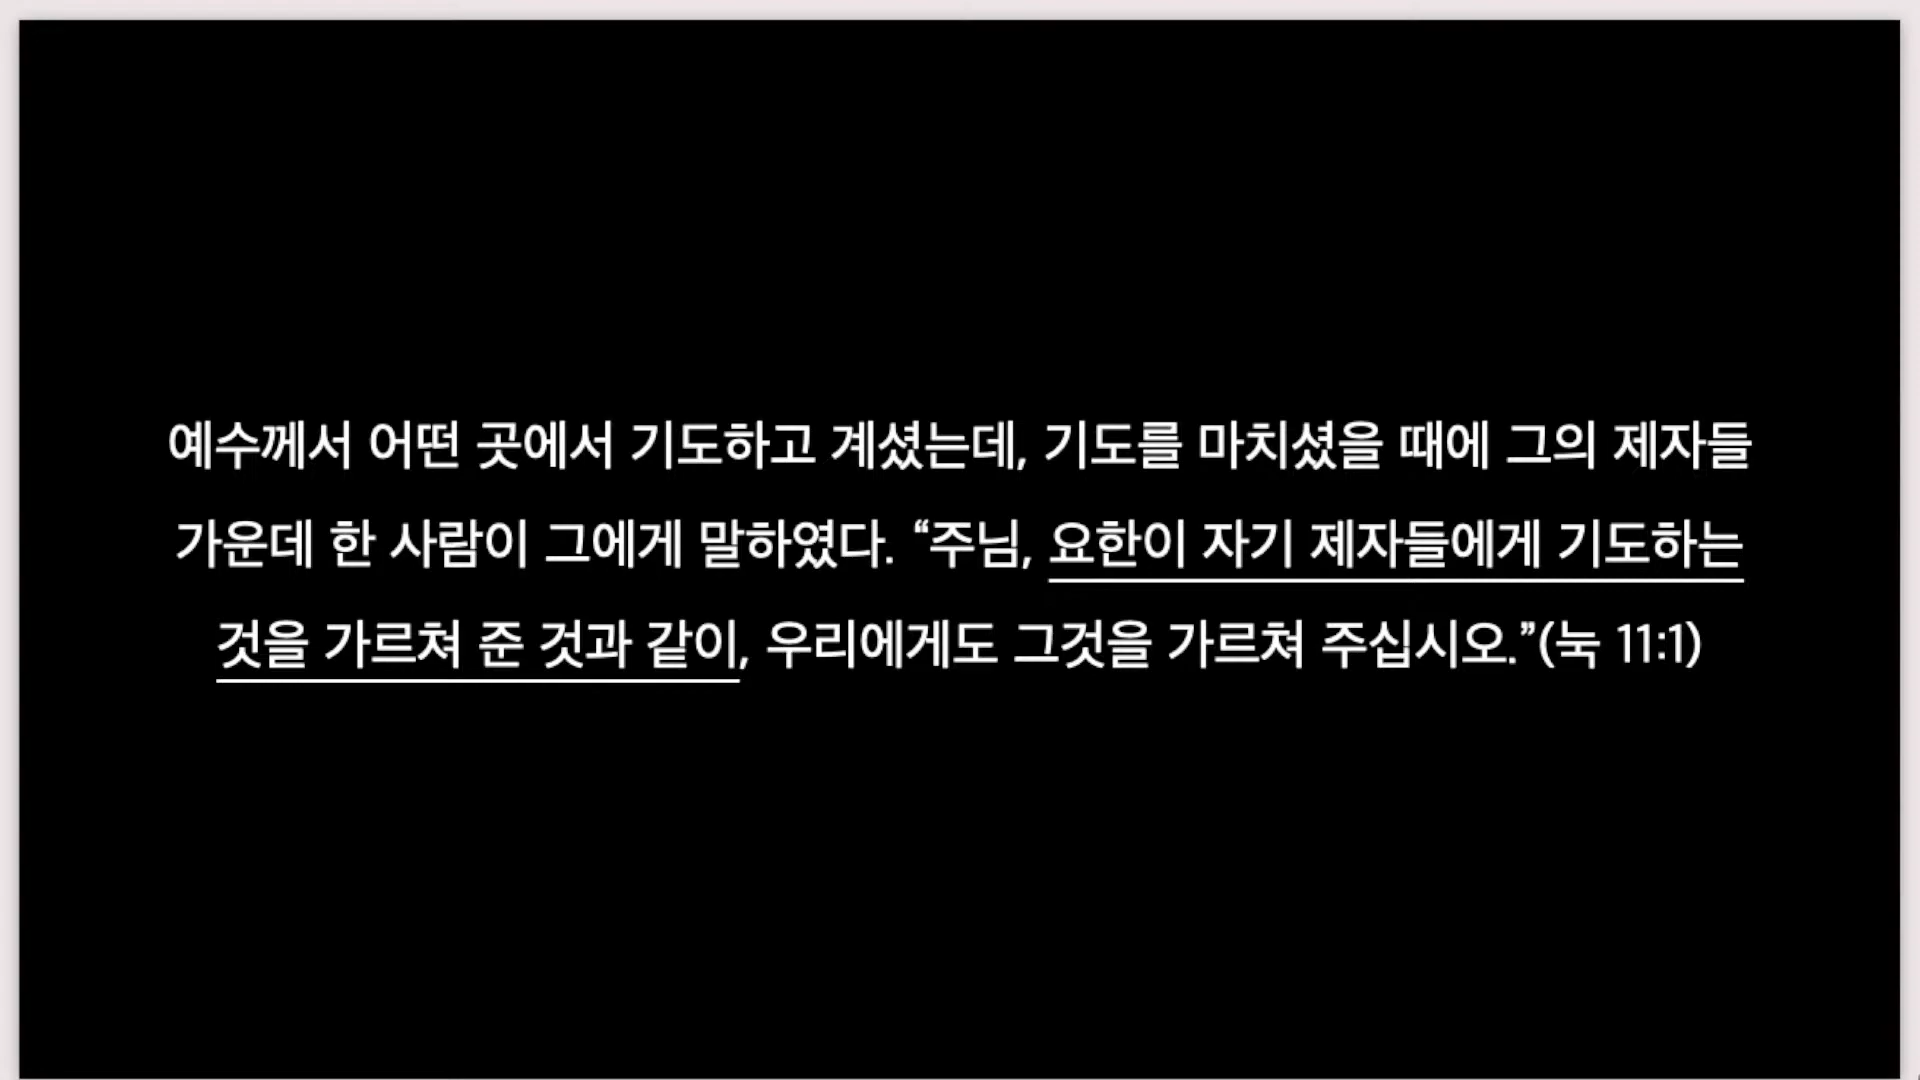 예수께서 어떤 곳에서 기도하고 계셨는데, 기도를 마치셨을 때에 그의 제자들
가운데 한 사람이 그에게 말하였다. “주님, 요한이 자기 제자들에게 기도하는
것을 가르쳐 준 것과 같이, 우리에게도 그것을 가르쳐 주십시오.”(눅 11:1)